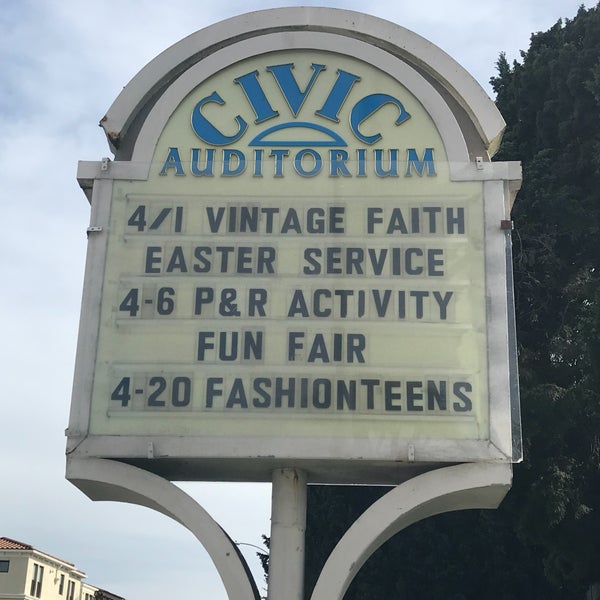 CIVIC
AUDITORIUM
4/1 VINTAGE FAITH
EASTER SERVICE
4-6 P&R ACTIVITY
FUN FAIR
4-20 FASHIONTEENS